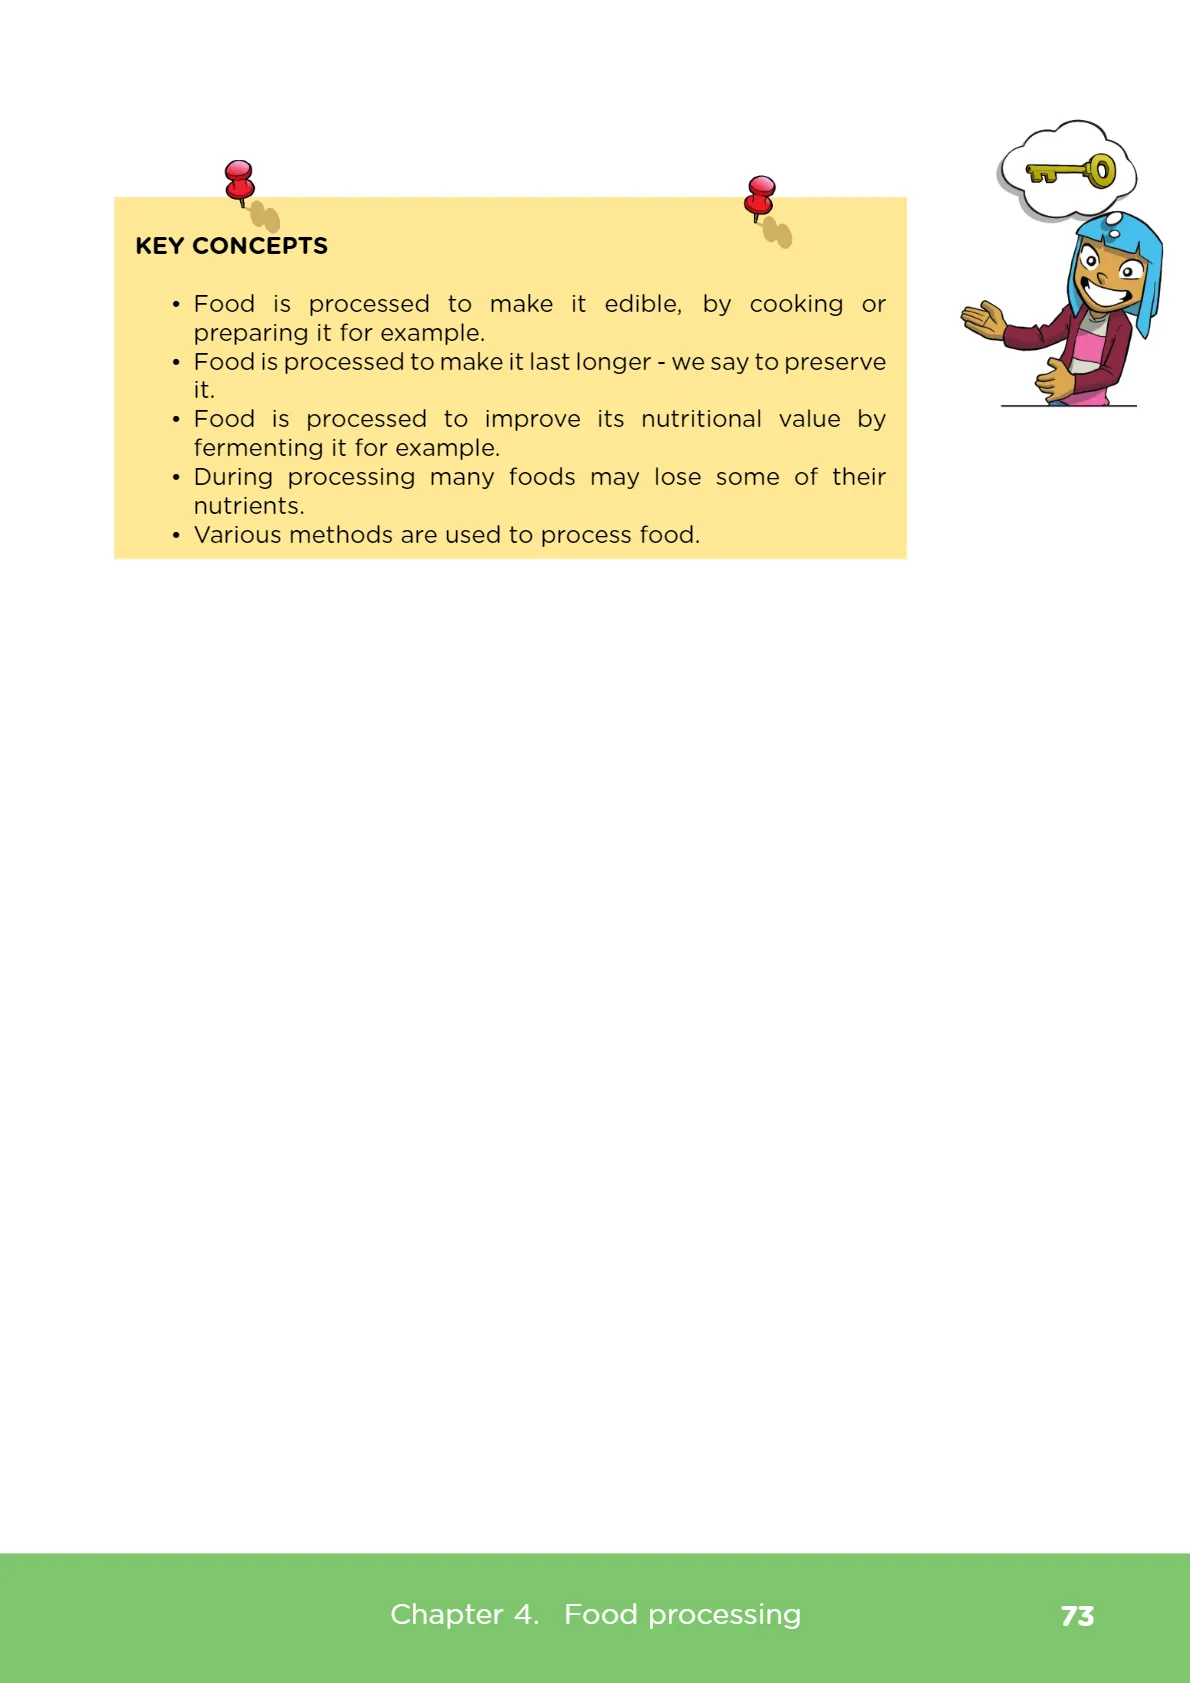 KEY CONCEPTS
• Food is processed to make it edible, by cooking or
preparing it for example.
• Food is processed to make it last longer - we say to preserve
it.
• Food is processed to improve its nutritional value by
fermenting it for example.
• During processing many foods may lose some of their
nutrients.
• Various methods are used to process food.
Chapter 4. Food processing 73